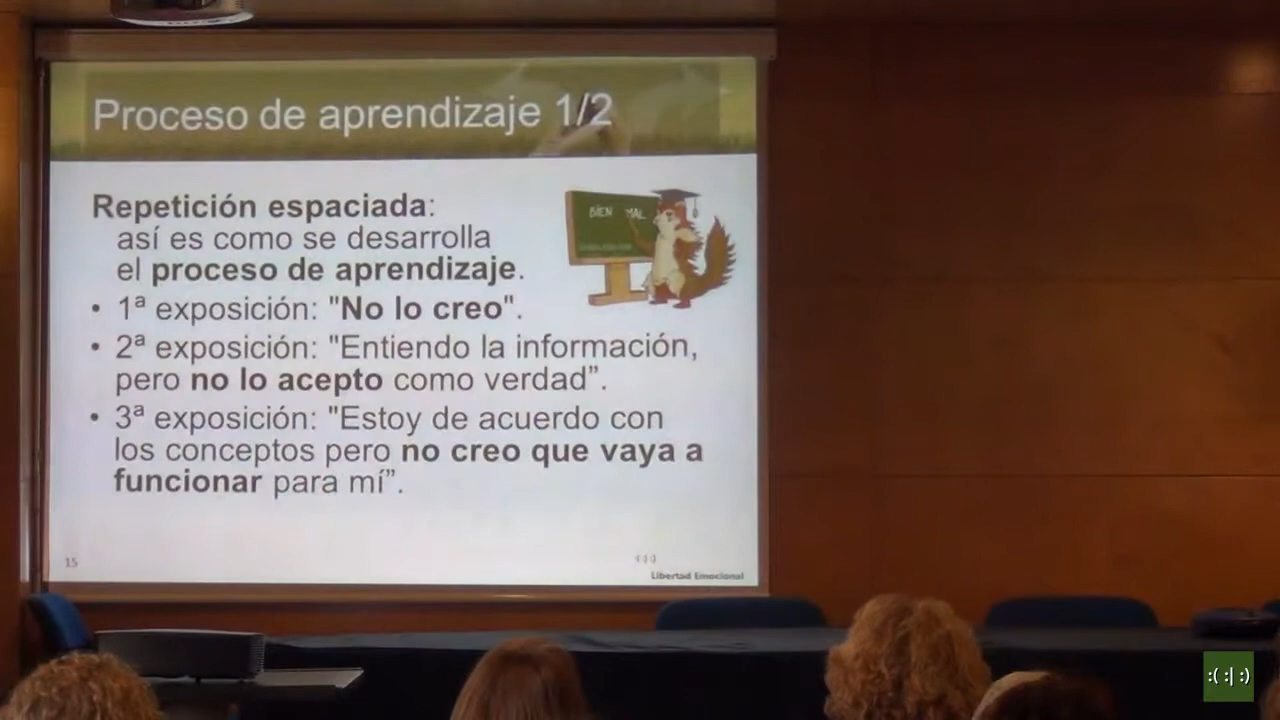 Proceso de aprendizaje 1/2
Repetición espaciada:
así es como se desarrolla
el proceso de aprendizaje.
BIEN MAL
• 1ª exposición: "No lo creo".
• 2ª exposición: "Entiendo la información,
pero no lo acepto como verdad”.
• 3ª exposición: "Estoy de acuerdo con
los conceptos pero no creo que vaya a
funcionar para mí”.
15
Libertad Emocional
:( :| :)